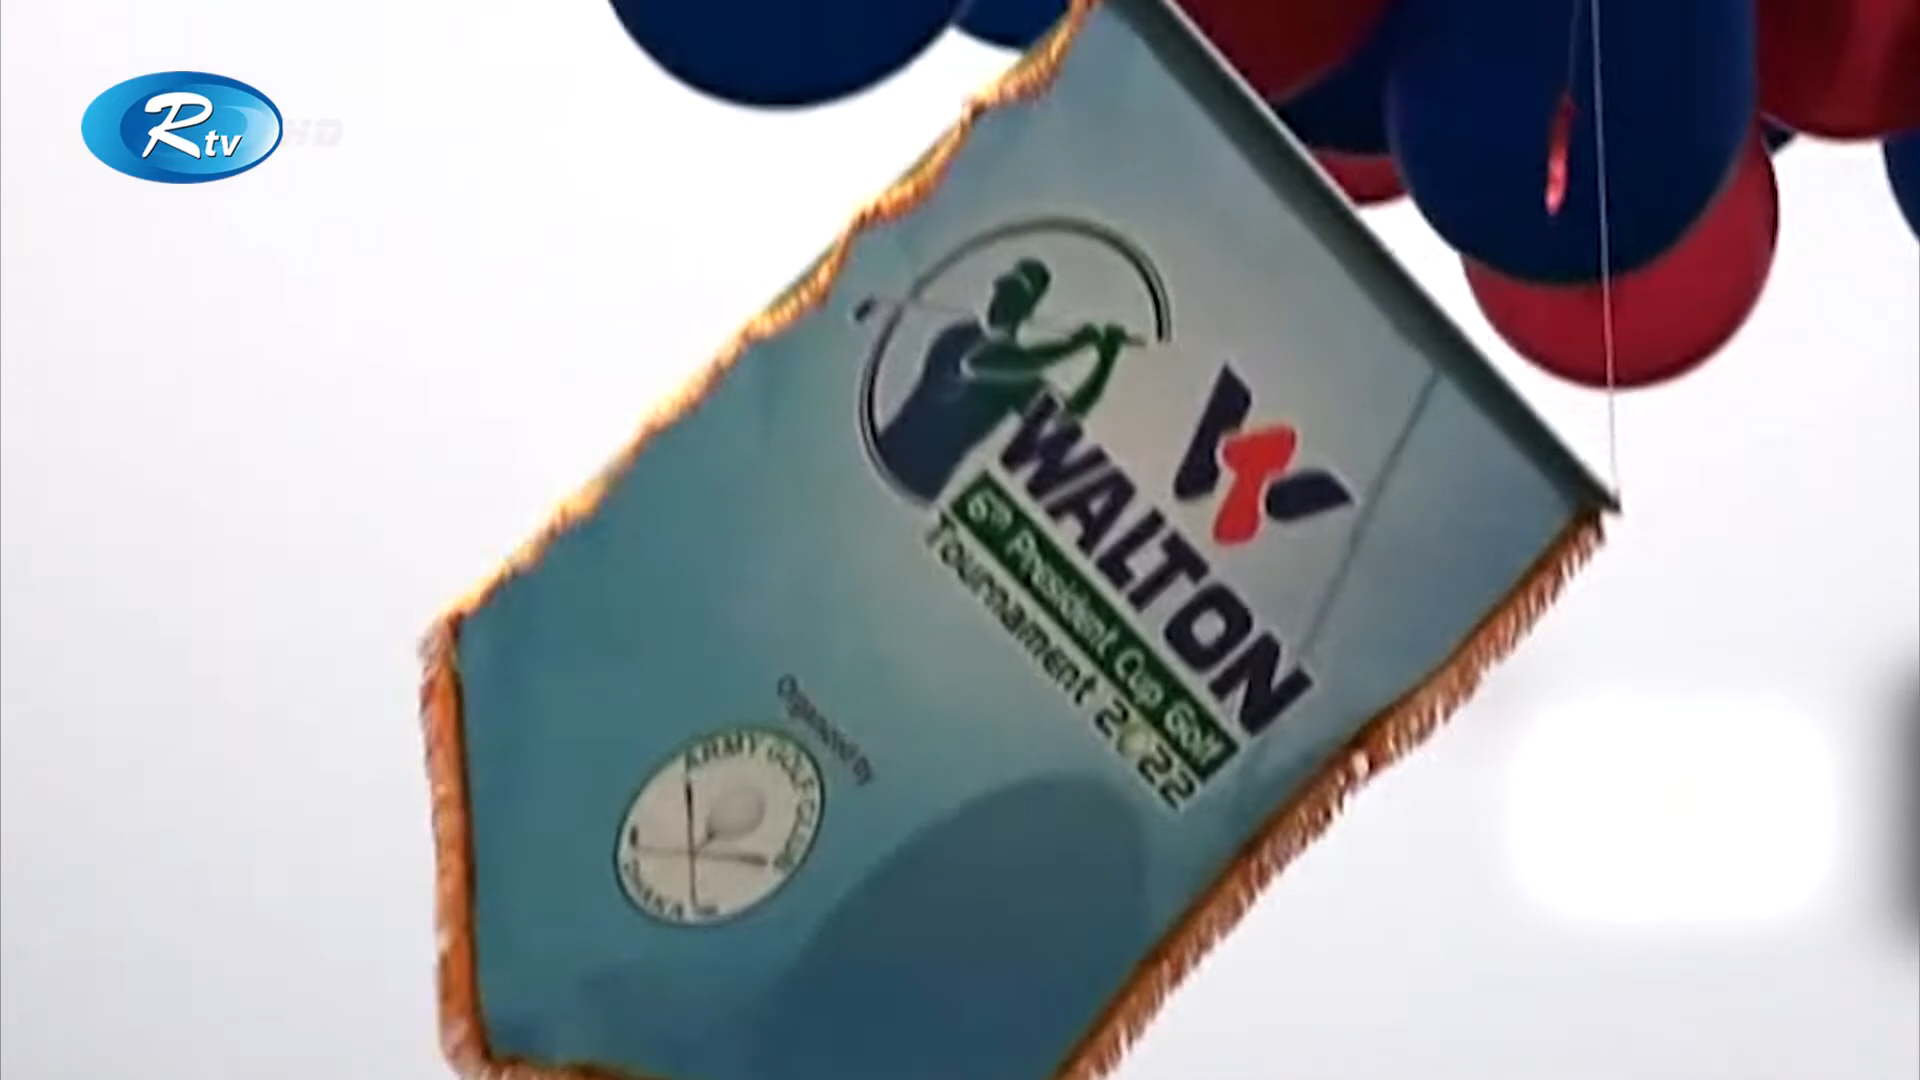 Rtv HD
WALTON
6th President Cup Golf
Tournament 2022
Organized by
ARMY GOLF CLUB
DHAKA